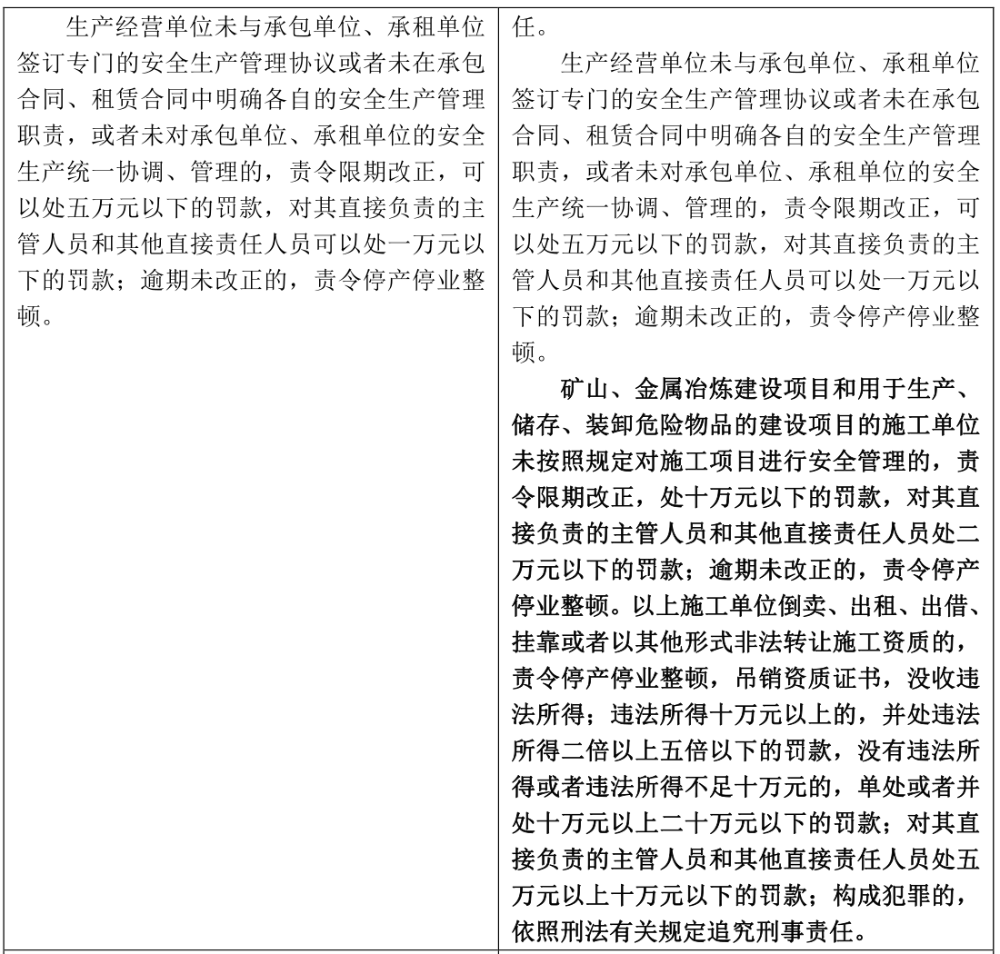 生产经营单位未与承包单位、承租单位
签订专门的安全生产管理协议或者未在承包
合同、租赁合同中明确各自的安全生产管理
职责，或者未对承包单位、承租单位的安全
生产统一协调、管理的，责令限期改正，可
以处五万元以下的罚款，对其直接负责的主
管人员和其他直接责任人员可以处一万元以
下的罚款；逾期未改正的，责令停产停业整
顿。
任。
生产经营单位未与承包单位、承租单位
签订专门的安全生产管理协议或者未在承包
合同、租赁合同中明确各自的安全生产管理
职责，或者未对承包单位、承租单位的安全
生产统一协调、管理的，责令限期改正，可
以处五万元以下的罚款，对其直接负责的主
管人员和其他直接责任人员可以处一万元以
下的罚款；逾期未改正的，责令停产停业整
顿。
矿山、金属冶炼建设项目和用于生产、
储存、装卸危险物品的建设项目的施工单位
未按照规定对施工项目进行安全管理的，责
令限期改正，处十万元以下的罚款，对其直
接负责的主管人员和其他直接责任人员处二
万元以下的罚款；逾期未改正的，责令停产
停业整顿。以上施工单位倒卖、出租、出借、
挂靠或者以其他形式非法转让施工资质的，
责令停产停业整顿，吊销资质证书，没收违
法所得；违法所得十万元以上的，并处违法
所得二倍以上五倍以下的罚款，没有违法所
得或者违法所得不足十万元的，单处或者并
处十万元以上二十万元以下的罚款；对其直
接负责的主管人员和其他直接责任人员处五
万元以上十万元以下的罚款；构成犯罪的，
依照刑法有关规定追究刑事责任。